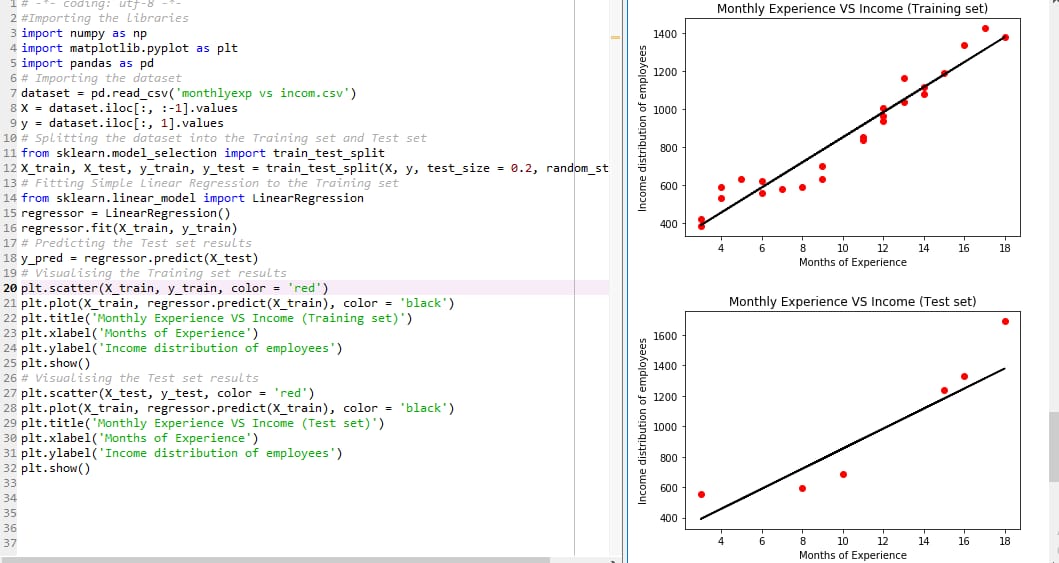 1 # -*- coding: utf-8 -*-
2 #Importing the libraries
3 import numpy as np
4 import matplotlib.pyplot as plt
5 import pandas as pd
6 # Importing the dataset
7 dataset = pd.read_csv('monthlyexp vs incom.csv')
8 X = dataset.iloc[:, :-1].values
9 y = dataset.iloc[:, 1].values
10 # Splitting the dataset into the Training set and Test set
11 from sklearn.model_selection import train_test_split
12 X_train, X_test, y_train, y_test = train_test_split(X, y, test_size = 0.2, random_st
13 # Fitting Simple Linear Regression to the Training set
14 from sklearn.linear_model import LinearRegression
15 regressor = LinearRegression()
16 regressor.fit(X_train, y_train)
17 # Predicting the Test set results
18 y_pred = regressor.predict(X_test)
19 # Visualising the Training set results
20 plt.scatter(X_train, y_train, color = 'red')
21 plt.plot(X_train, regressor.predict(X_train), color = 'black')
22 plt.title('Monthly Experience VS Income (Training set)')
23 plt.xlabel('Months of Experience')
24 plt.ylabel('Income distribution of employees')
25 plt.show()
26 # Visualising the Test set results
27 plt.scatter(X_test, y_test, color = 'red')
28 plt.plot(X_train, regressor.predict(X_train), color = 'black')
29 plt.title('Monthly Experience VS Income (Test set)')
30 plt.xlabel('Months of Experience')
31 plt.ylabel('Income distribution of employees')
32 plt.show()
33
34
35
36
37
Monthly Experience VS Income (Training set)
Income distribution of employees
1400
1200
1000
800
600
400
4 6 8 10 12 14 16 18
Months of Experience
Monthly Experience VS Income (Test set)
Income distribution of employees
1600
1400
1200
1000
800
600
400
4 6 8 10 12 14 16 18
Months of Experience